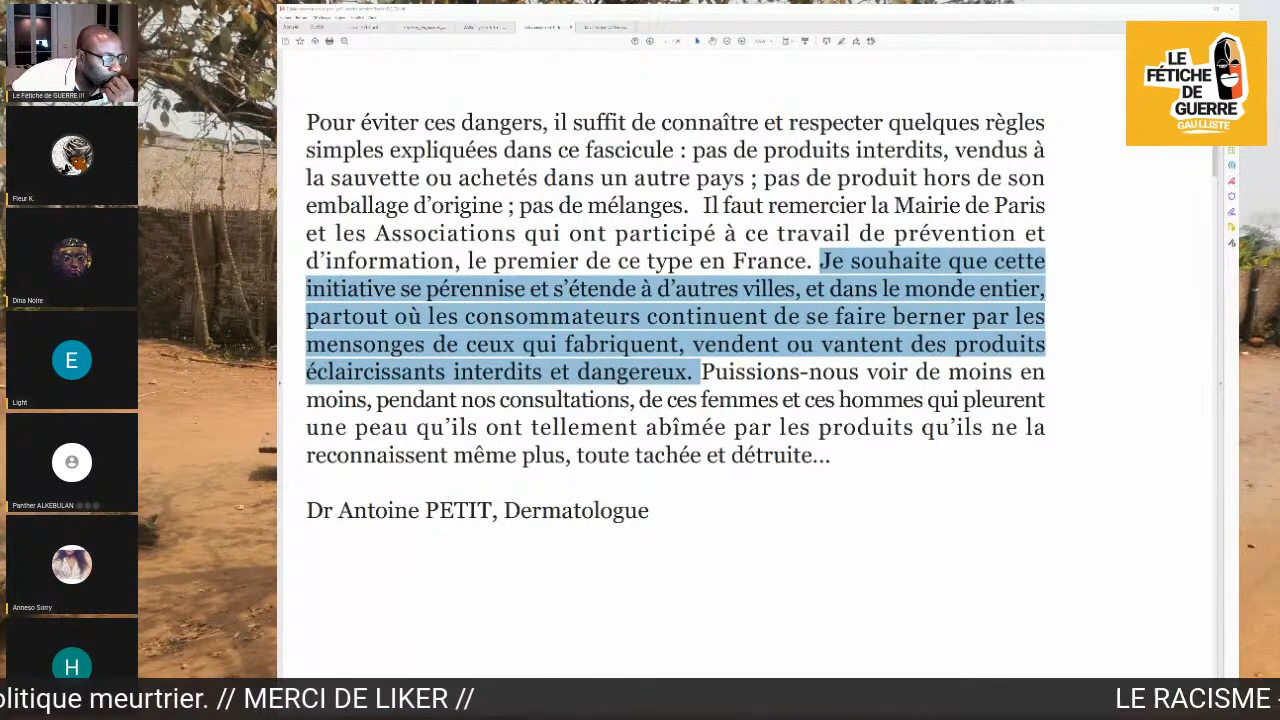 Le Fétiche de GUERRE !!!
Fleur K.
Dina Noire
E
Light
Panther ALKEBULAN
Anneso Sorry
H
Pour éviter ces daugers, il suffit de connaître et respecter quelques règles
simples expliquées dans ce fascicule : pas de produits interdits, vendus à
la sauvette ou achetés dans un autre pays ; pas de produit hors de son
emballage d'origine ; pas de mélanges. Il faut remercier la Mairie de Paris
et les Associations qui ont participé à ce travail de prévention et
d'information, le premier de ce type en France. Je souhaite que cette
initiative se pérennise et s'étende à d'autres villes, et dans le monde entier,
partout où les consommateurs continuent de se faire berner par les
mensonges de ceux qui fabriquent, vendent ou vantent des produits
éclaircissants interdits et dangereux. Puissions-nous voir de moins en
moins, pendant nos consultations, de ces femmes et ces hommes qui pleurent
une peau qu'ils ont tellement abîmée par les produits qu'ils ne la
reconnaissent même plus, toute tachée et détruite...
Dr Antoine PETIT, Dermatologue
LE
FÉTICHE
DE
GUERRE
GAULLISTE
olitique meurtrier. // MERCI DE LIKER //
LE RACISME